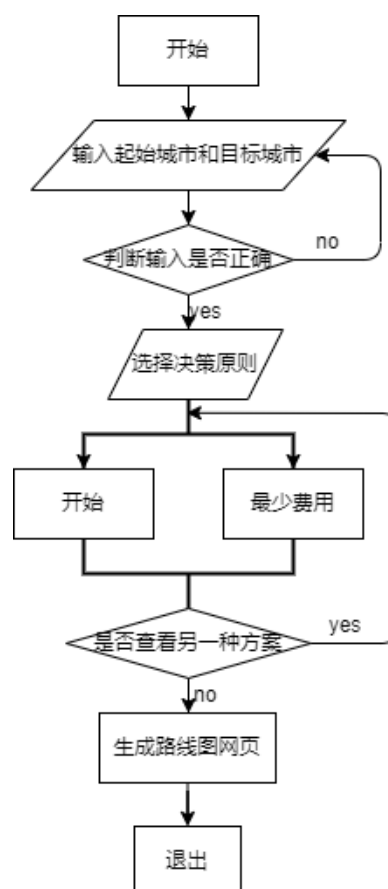 开始
输入起始城市和目标城市
判断输入是否正确
no
yes
选择决策原则
开始
最少费用
是否查看另一种方案
yes
no
生成路线图网页
退出